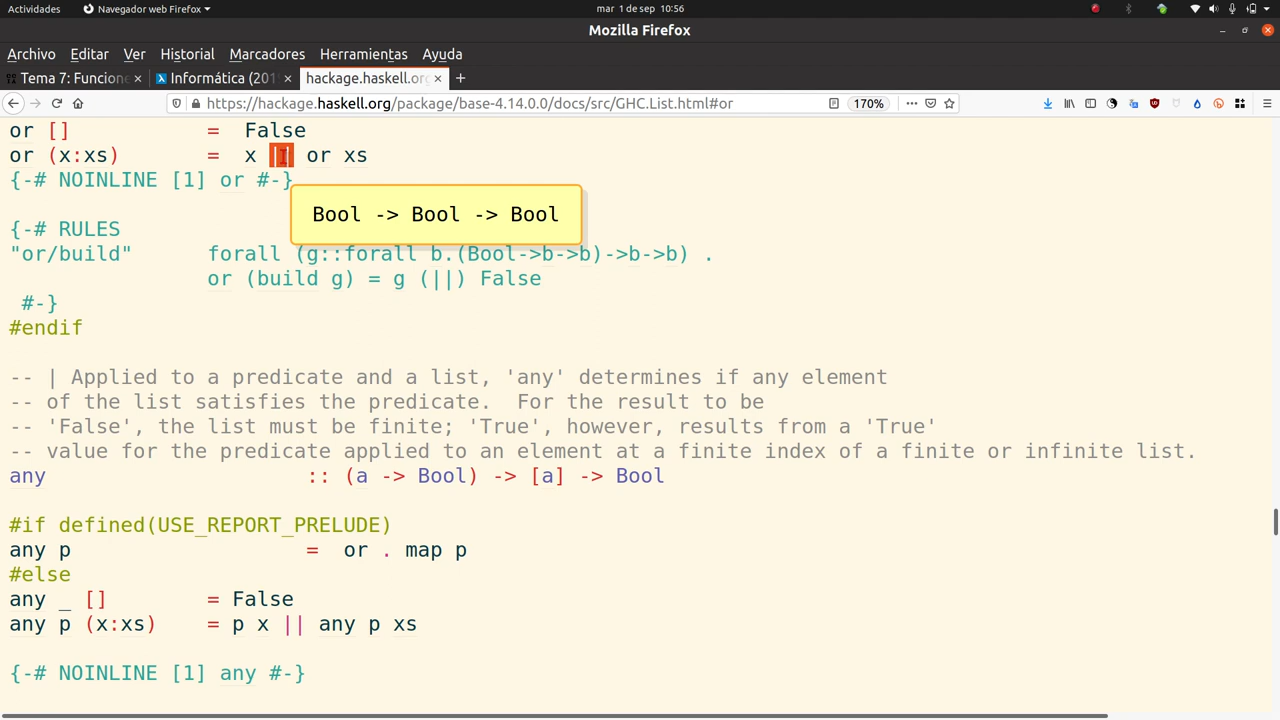 Actividades Navegador web Firefox mar 1 de sep 10:56
Mozilla Firefox
Archivo Editar Ver Historial Marcadores Herramientas Ayuda
Tema 7: Funcione × Informática (201 × hackage.haskell.org × +
https://hackage.haskell.org/package/base-4.14.0.0/docs/src/GHC.List.html#or 170%
or [] = False
or (x:xs) = x || or xs
{-# NOINLINE [1] or #-}
Bool -> Bool -> Bool
{-# RULES
"or/build" forall (g::forall b.(Bool->b->b)->b->b) .
or (build g) = g (||) False
#-}
#endif
-- | Applied to a predicate and a list, 'any' determines if any element
-- of the list satisfies the predicate. For the result to be
-- 'False', the list must be finite; 'True', however, results from a 'True'
-- value for the predicate applied to an element at a finite index of a finite or infinite list.
any :: (a -> Bool) -> [a] -> Bool
#if defined(USE_REPORT_PRELUDE)
any p = or . map p
#else
any _ [] = False
any p (x:xs) = p x || any p xs
{-# NOINLINE [1] any #-}